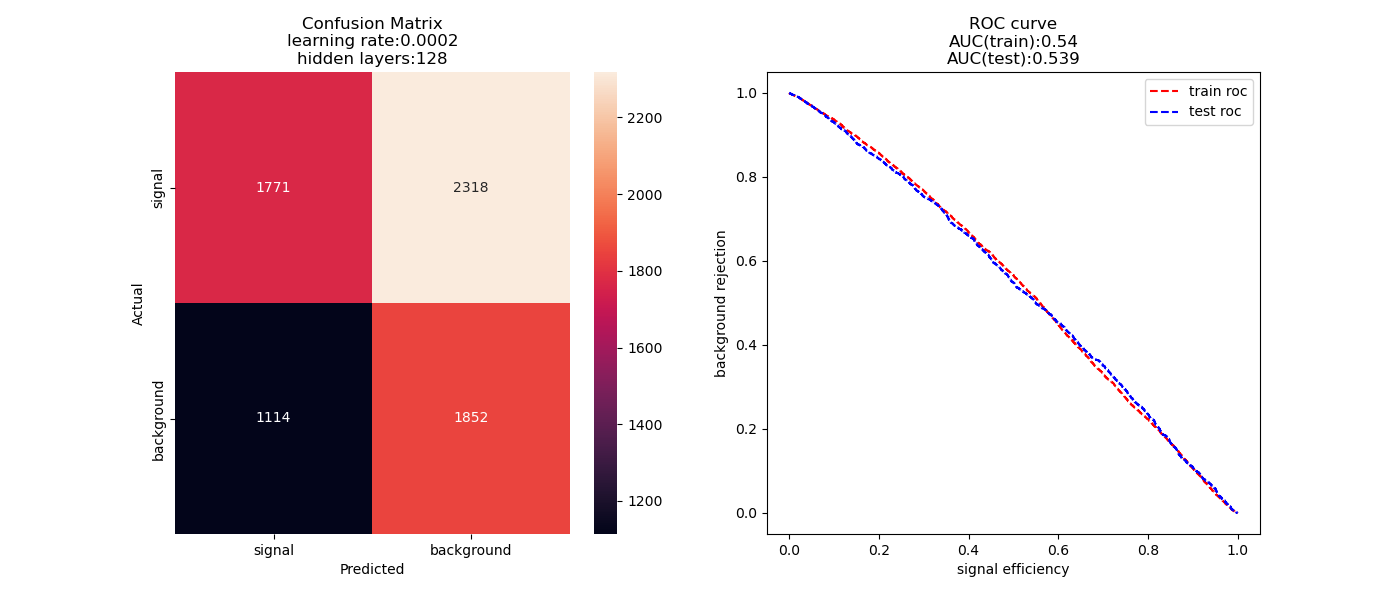 Confusion Matrix
learning rate:0.0002
hidden layers:128
signal
background
Actual
1771
2318
1114
1852
signal
background
Predicted
2200
2000
1800
1600
1400
1200
ROC curve
AUC(train):0.54
AUC(test):0.539
train roc
test roc
background rejection
1.0
0.8
0.6
0.4
0.2
0.0
0.0
0.2
0.4
0.6
0.8
1.0
signal efficiency